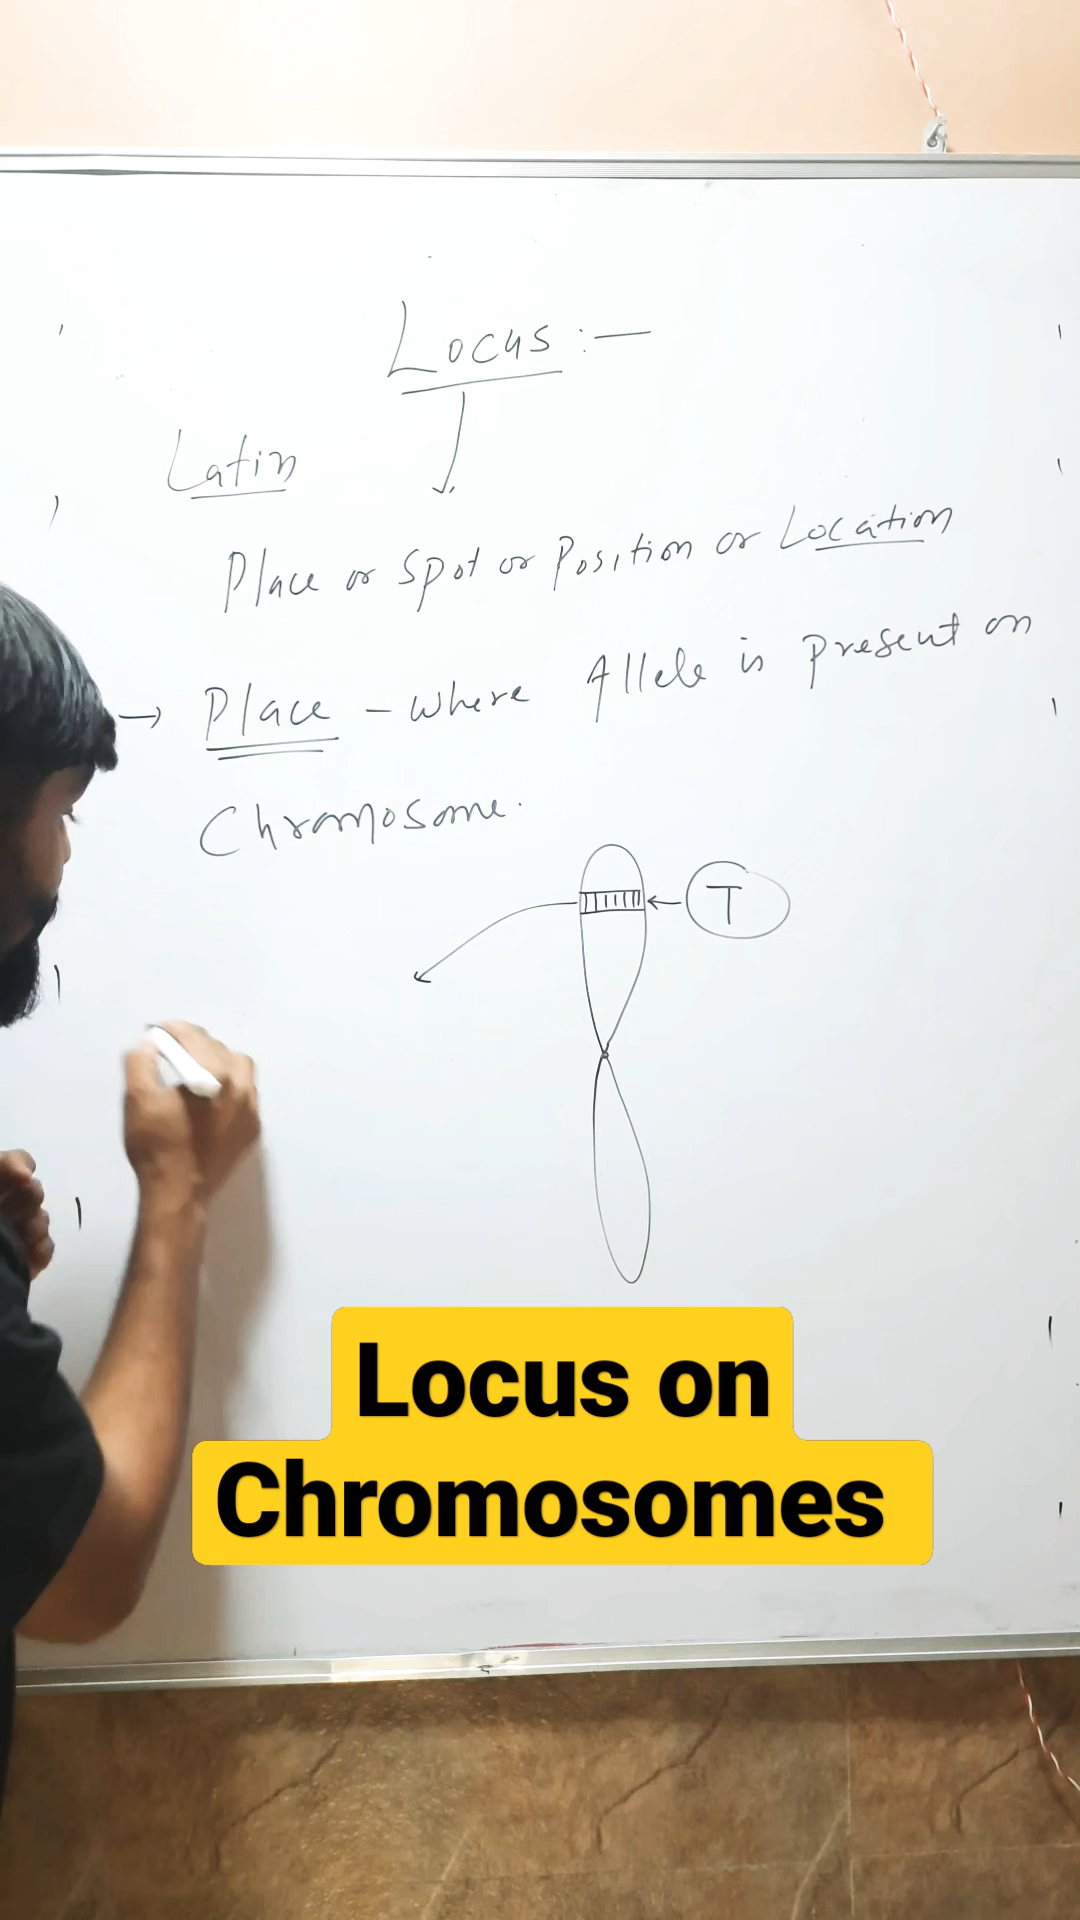 Locus :-
Latin
Place or Spot or Position or Location
→ Place - where Allele is present on
Chromosome.
T
Locus on
Chromosomes